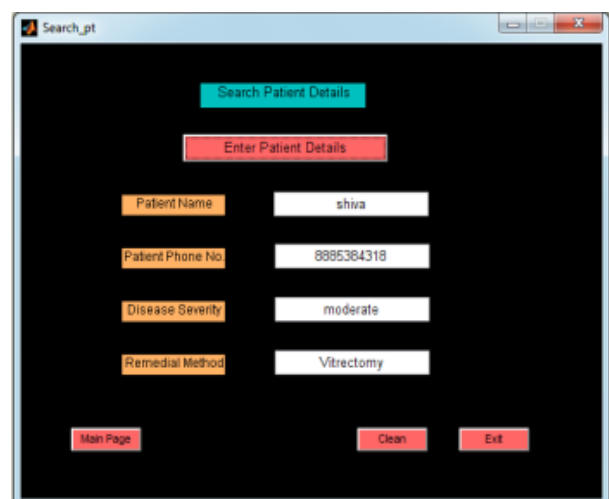 Search_pt
Search Patient Details
Enter Patient Details
Patient Name shiva
Patient Phone No. 8885384318
Disease Severity moderate
Remedial Method Vitrectomy
Main Page Clean Exit